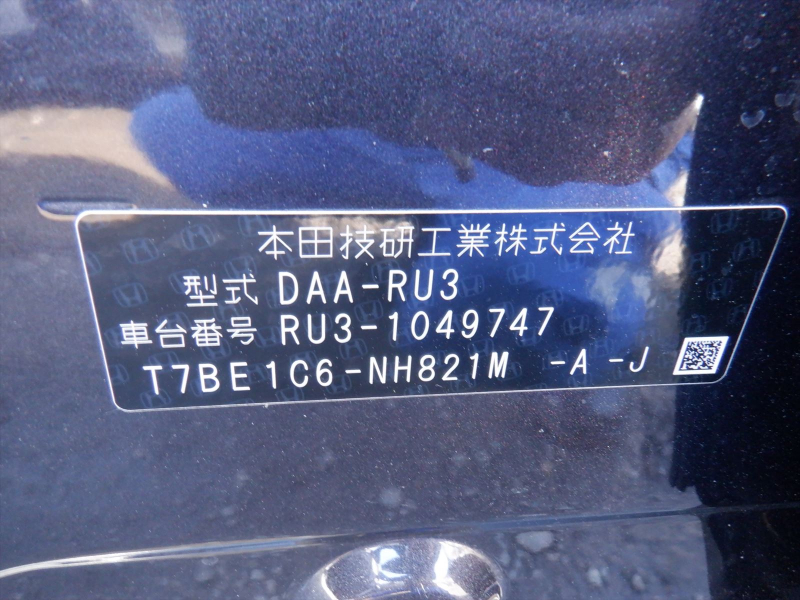 本田技研工業株式会社
型式 DAA-RU3
車台番号 RU3-1049747
T7BE1C6-NH821M -A -J